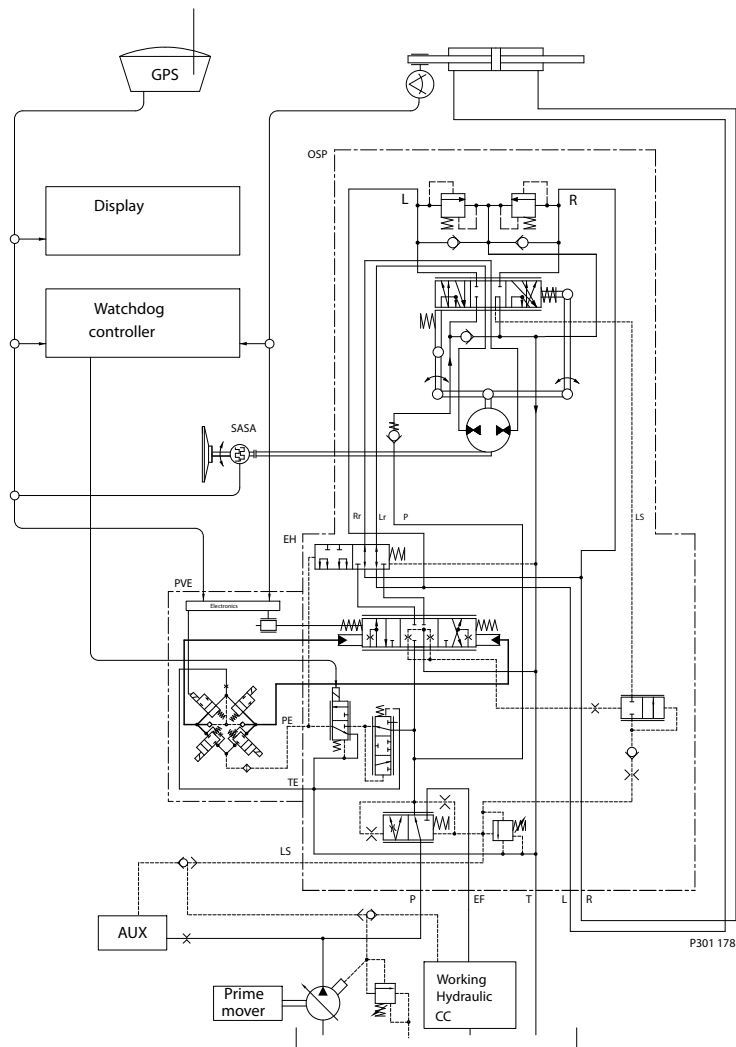 GPS
OSP
L
R
Display
Watchdog
controller
SASA
Rr
Lr
P
LS
EH
PVE
Electronics
PE
TE
LS
P
EF
T
L
R
AUX
P301 178
Prime
mover
Working
Hydraulic
CC